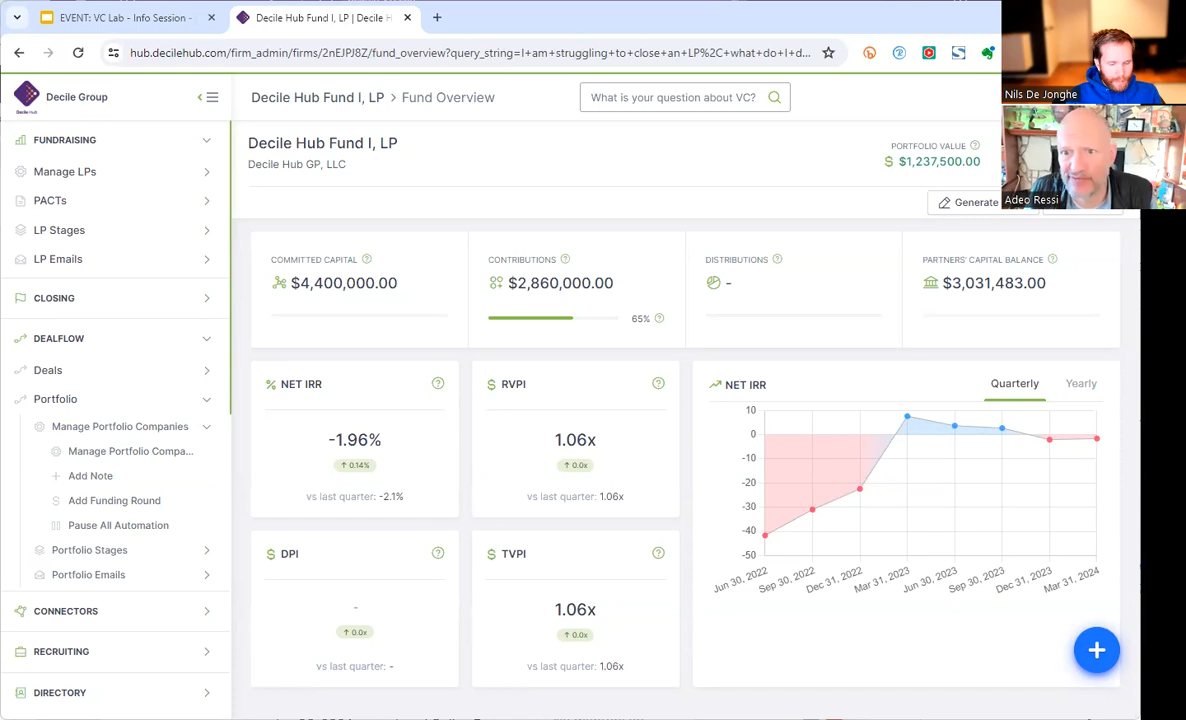 EVENT: VC Lab - Info Session -
Decile Hub Fund I, LP | Decile H
hub.decilehub.com/firm_admin/firms/2nEJPJ8Z/fund_overview?query_string=I+am+struggling+to+close+an+LP%2C+what+do+I+d...
Nils De Jonghe
Adeo Ressi
Decile Hub
Decile Group
Decile Hub Fund I, LP > Fund Overview
What is your question about VC?
FUNDRAISING
Manage LPs
PACTs
LP Stages
LP Emails
CLOSING
DEALFLOW
Deals
Portfolio
Manage Portfolio Companies
Manage Portfolio Compa...
Add Note
Add Funding Round
Pause All Automation
Portfolio Stages
Portfolio Emails
CONNECTORS
RECRUITING
DIRECTORY
Decile Hub Fund I, LP
Decile Hub GP, LLC
PORTFOLIO VALUE
$ $1,237,500.00
Generate
COMMITTED CAPITAL
$4,400,000.00
CONTRIBUTIONS
$2,860,000.00
65%
DISTRIBUTIONS
-
PARTNERS' CAPITAL BALANCE
$3,031,483.00
% NET IRR
-1.96%
↑ 0.14%
vs last quarter: -2.1%
$ RVPI
1.06x
↑ 0.0x
vs last quarter: 1.06x
$ DPI
-
↑ 0.0x
vs last quarter: -
$ TVPI
1.06x
↑ 0.0x
vs last quarter: 1.06x
NET IRR
Quarterly
Yearly
10
0
-10
-20
-30
-40
-50
Jun 30, 2022
Sep 30, 2022
Dec 31, 2022
Mar 31, 2023
Jun 30, 2023
Sep 30, 2023
Dec 31, 2023
Mar 31, 2024
+